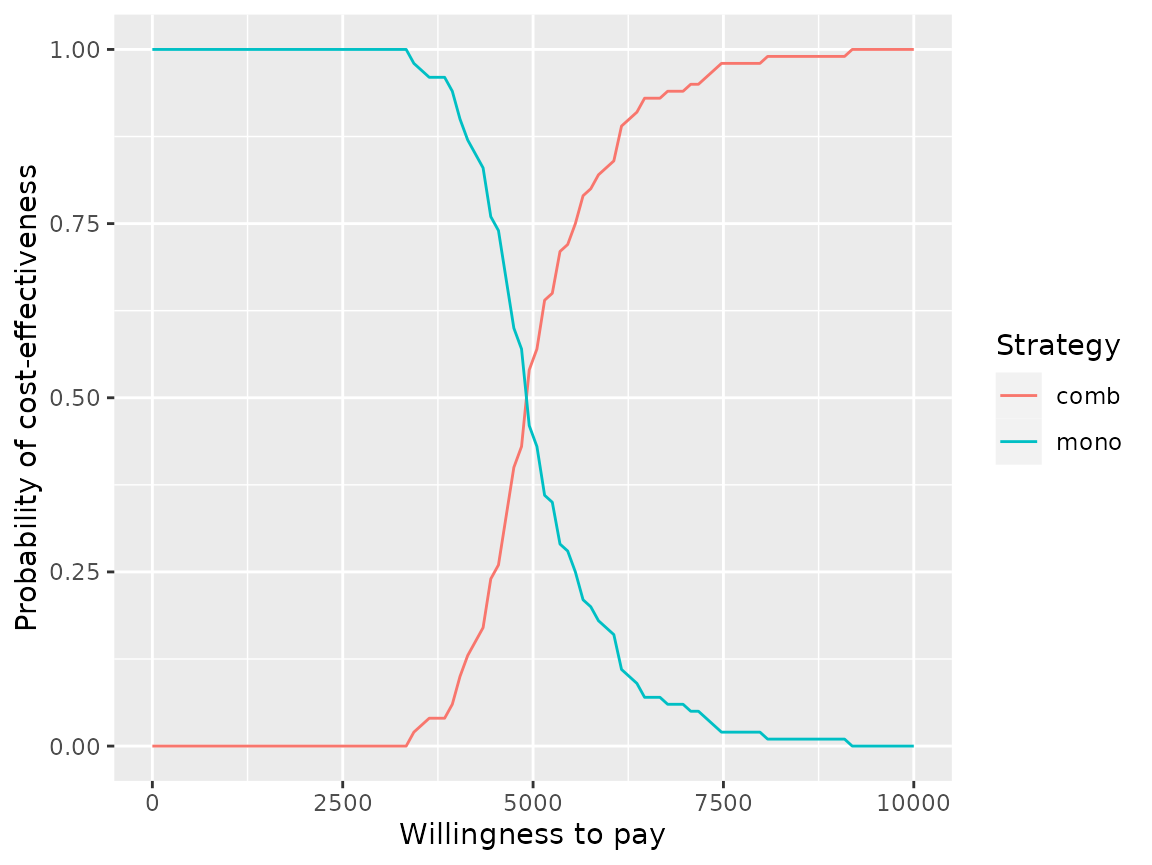 1.00
0.75
0.50
0.25
0.00
Probability of cost-effectiveness
0 2500 5000 7500 10000
Willingness to pay
Strategy
comb
mono